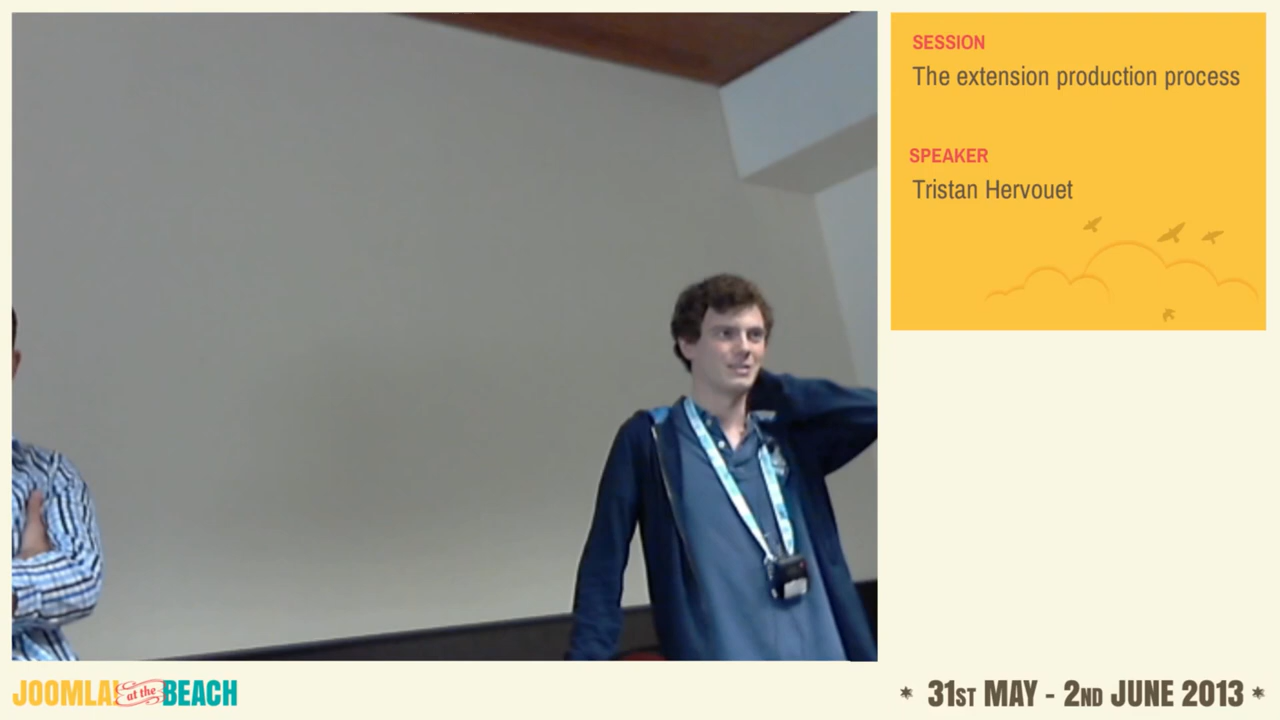 SESSION
The extension production process
SPEAKER
Tristan Hervouet
JOOMLA! at the BEACH
* 31ST MAY - 2ND JUNE 2013 *